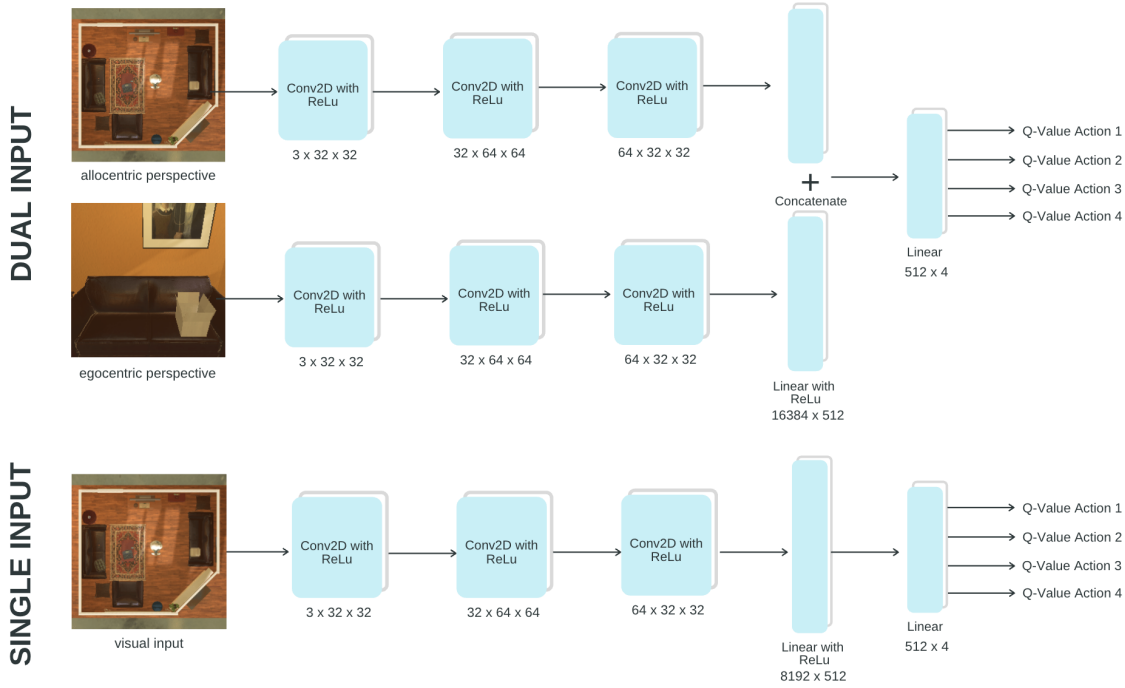 DUAL INPUT
allocentric perspective
Conv2D with
ReLu
3 x 32 x 32
Conv2D with
ReLu
32 x 64 x 64
Conv2D with
ReLu
64 x 32 x 32
+
Concatenate
egocentric perspective
Conv2D with
ReLu
3 x 32 x 32
Conv2D with
ReLu
32 x 64 x 64
Conv2D with
ReLu
64 x 32 x 32
Linear with
ReLu
16384 x 512
Linear
512 x 4
Q-Value Action 1
Q-Value Action 2
Q-Value Action 3
Q-Value Action 4
SINGLE INPUT
visual input
Conv2D with
ReLu
3 x 32 x 32
Conv2D with
ReLu
32 x 64 x 64
Conv2D with
ReLu
64 x 32 x 32
Linear with
ReLu
8192 x 512
Linear
512 x 4
Q-Value Action 1
Q-Value Action 2
Q-Value Action 3
Q-Value Action 4